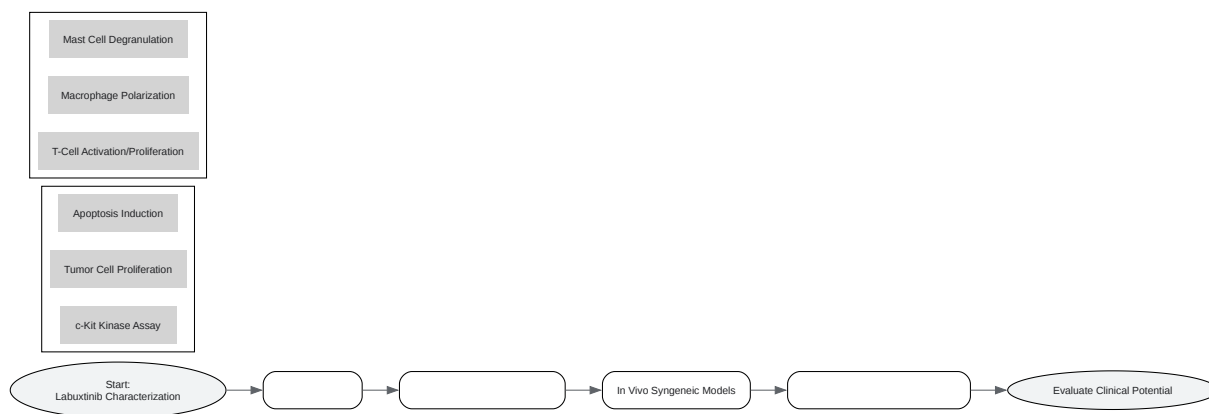 Mast Cell Degranulation
Macrophage Polarization
T-Cell Activation/Proliferation
Apoptosis Induction
Tumor Cell Proliferation
c-Kit Kinase Assay
Start:
Labuxtinib Characterization
In Vivo Syngeneic Models
Evaluate Clinical Potential